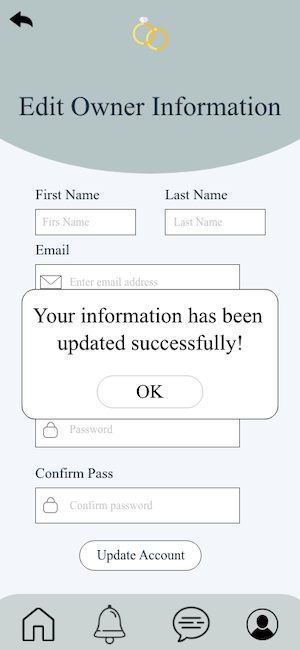 Edit Owner Information
First Name Last Name
Firs Name Last Name
Email
Enter email address
Your information has been
updated successfully!
OK
Password
Confirm Pass
Confirm password
Update Account